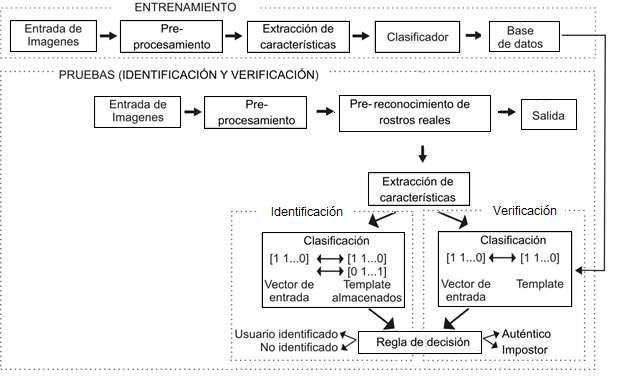 ENTRENAMIENTO
Entrada de
Imagenes
Pre-
procesamiento
Extracción de
características
Clasificador
Base
de datos
PRUEBAS (IDENTIFICACIÓN Y VERIFICACIÓN)
Entrada de
Imagenes
Pre-
procesamiento
Pre-reconocimiento de
rostros reales
Salida
Extracción de
características
Identificación
Clasificación
[1 1...0] [1 1...0]
[0 1...1]
Vector de
entrada
Template
almacenados
Verificación
Clasificación
[1 1...0] [1 1...0]
Vector de
entrada
Template
Usuario identificado
No identificado
Regla de decisión
Auténtico
Impostor